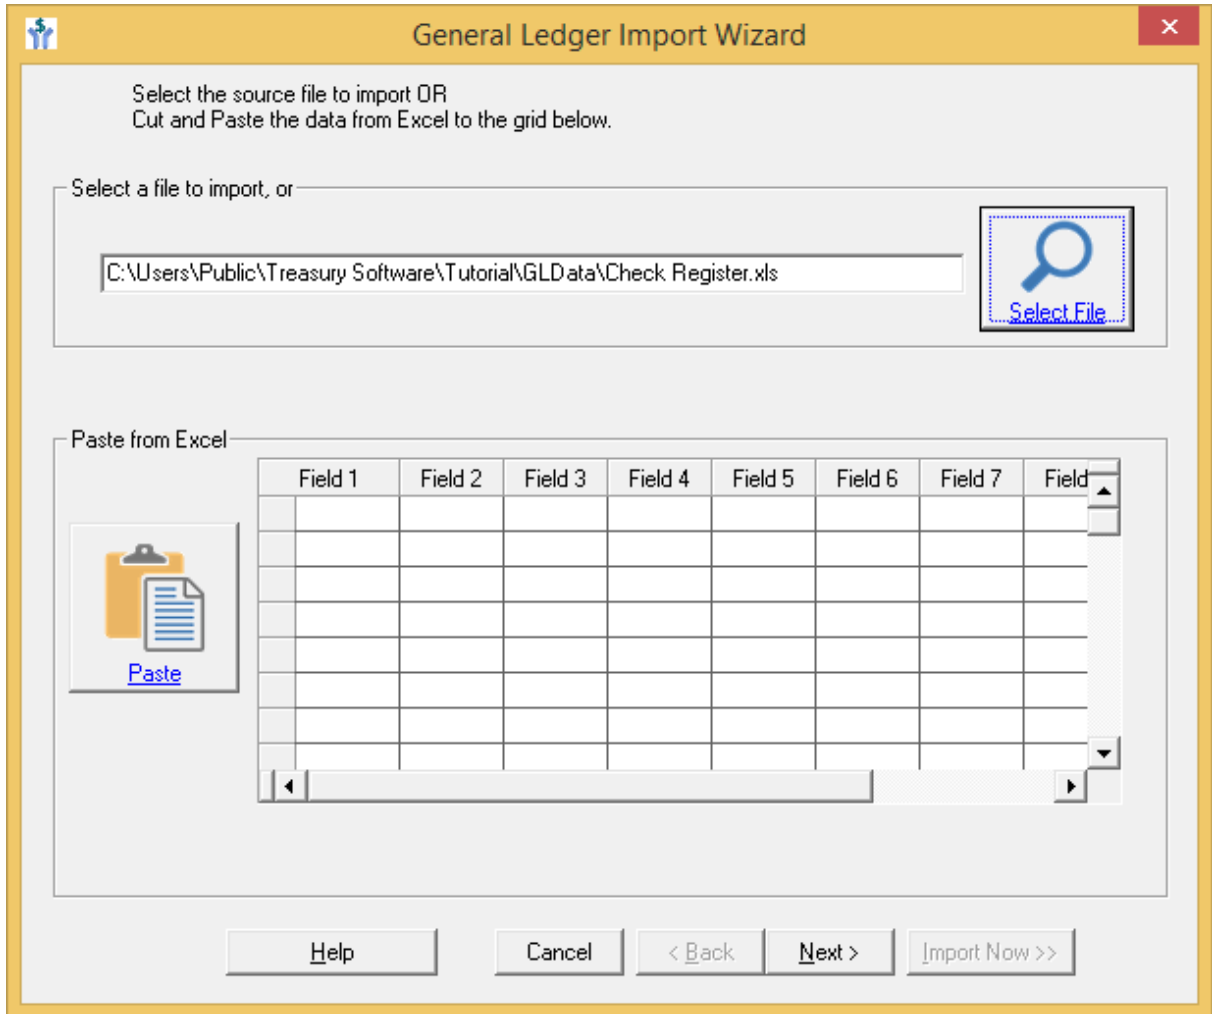 General Ledger Import Wizard
Select the source file to import OR
Cut and Paste the data from Excel to the grid below.
Select a file to import, or
C:\Users\Public\Treasury Software\Tutorial\GLData\Check Register.xls
Select File
Paste from Excel
Field 1 Field 2 Field 3 Field 4 Field 5 Field 6 Field 7 Field
Paste
Help Cancel < Back Next > Import Now >>